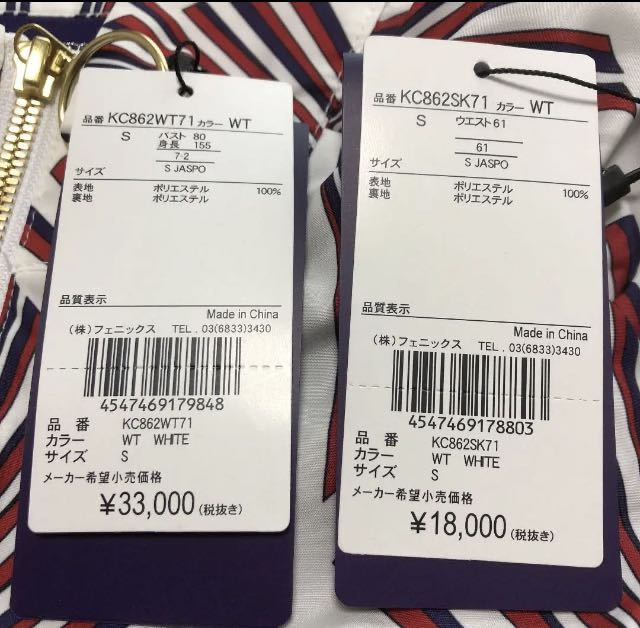 品番 KC862WT71 カラー WT
S バスト 80
身長 155
7-2
サイズ S JASPO
表地 ポリエステル 100%
裏地 ポリエステル
品質表示
Made in China
(株)フェニックス TEL. 03(6833)3430
4547469179848
品 番 KC862WT71
カラー WT WHITE
サイズ S
メーカー希望小売価格
¥33,000(税抜き)
品番 KC862SK71 カラー WT
S ウエスト61
61
サイズ S JASPO
表地 ポリエステル 100%
裏地 ポリエステル
品質表示
Made in China
(株)フェニックス TEL. 03(6833)3430
4547469178803
品 番 KC862SK71
カラー WT WHITE
サイズ S
メーカー希望小売価格
¥18,000(税抜き)